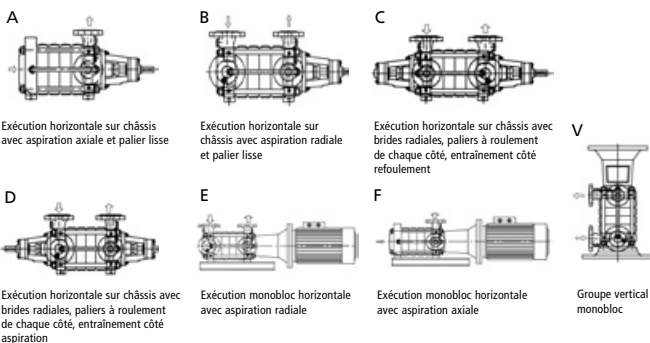 A
Exécution horizontale sur châssis
avec aspiration axiale et palier lisse
B
Exécution horizontale sur
châssis avec aspiration radiale
et palier lisse
C
Exécution horizontale sur châssis avec
brides radiales, paliers à roulement
de chaque côté, entraînement côté
refoulement
V
Groupe vertical
monobloc
D
Exécution horizontale sur châssis avec
brides radiales, paliers à roulement
de chaque côté, entraînement côté
aspiration
E
Exécution monobloc horizontale
avec aspiration radiale
F
Exécution monobloc horizontale
avec aspiration axiale